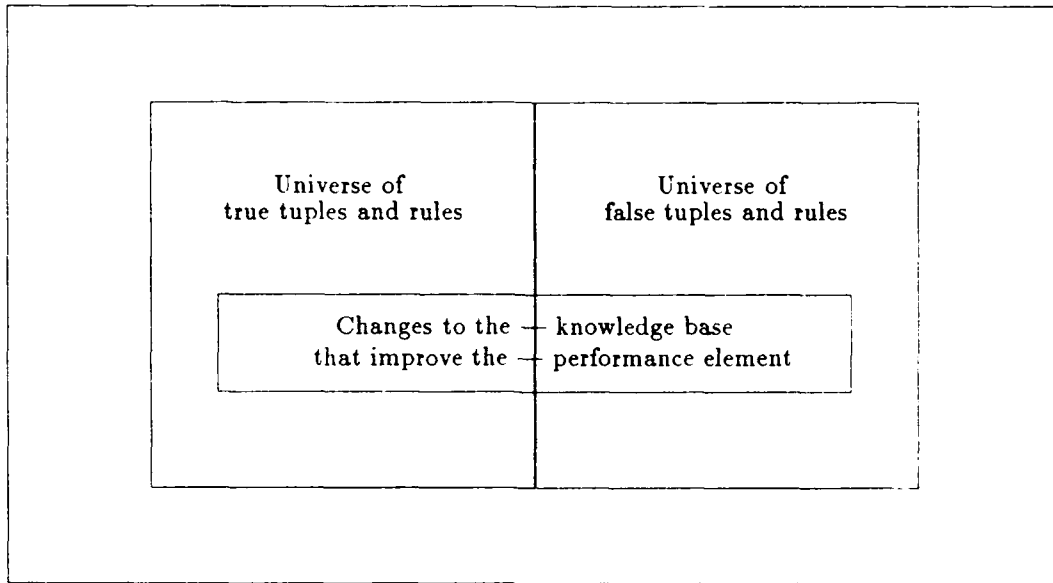 Universe of
true tuples and rules
Universe of
false tuples and rules
Changes to the knowledge base
that improve the performance element